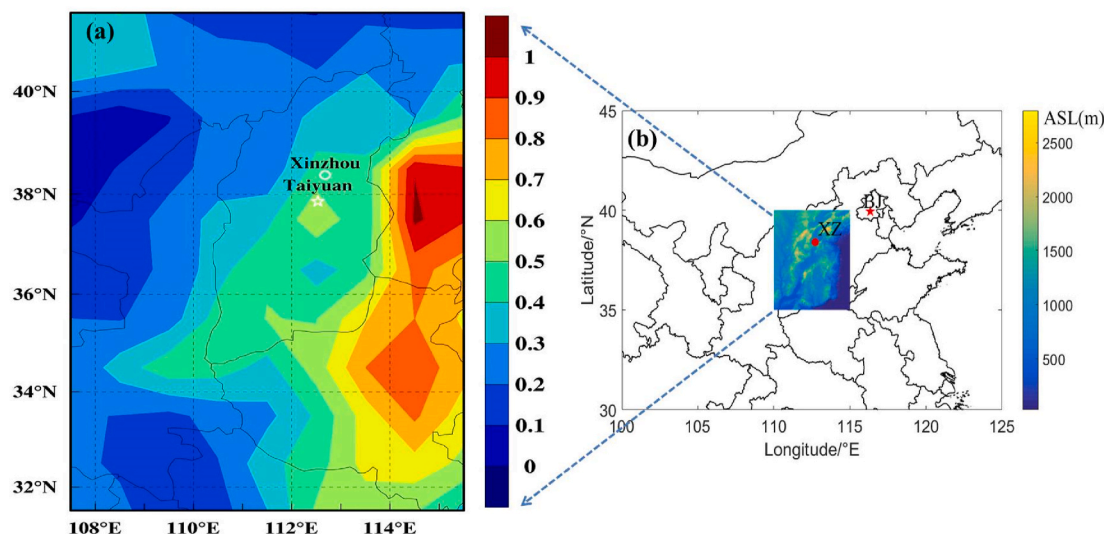 (a)
40°N
38°N
36°N
34°N
32°N
108°E
110°E
112°E
114°E
Xinzhou
Taiyuan
1
0.9
0.8
0.7
0.6
0.5
0.4
0.3
0.2
0.1
0
(b)
45
40
35
30
Latitude/°N
100
105
110
115
120
125
Longitude/°E
BJ
XZ
ASL(m)
2500
2000
1500
1000
500